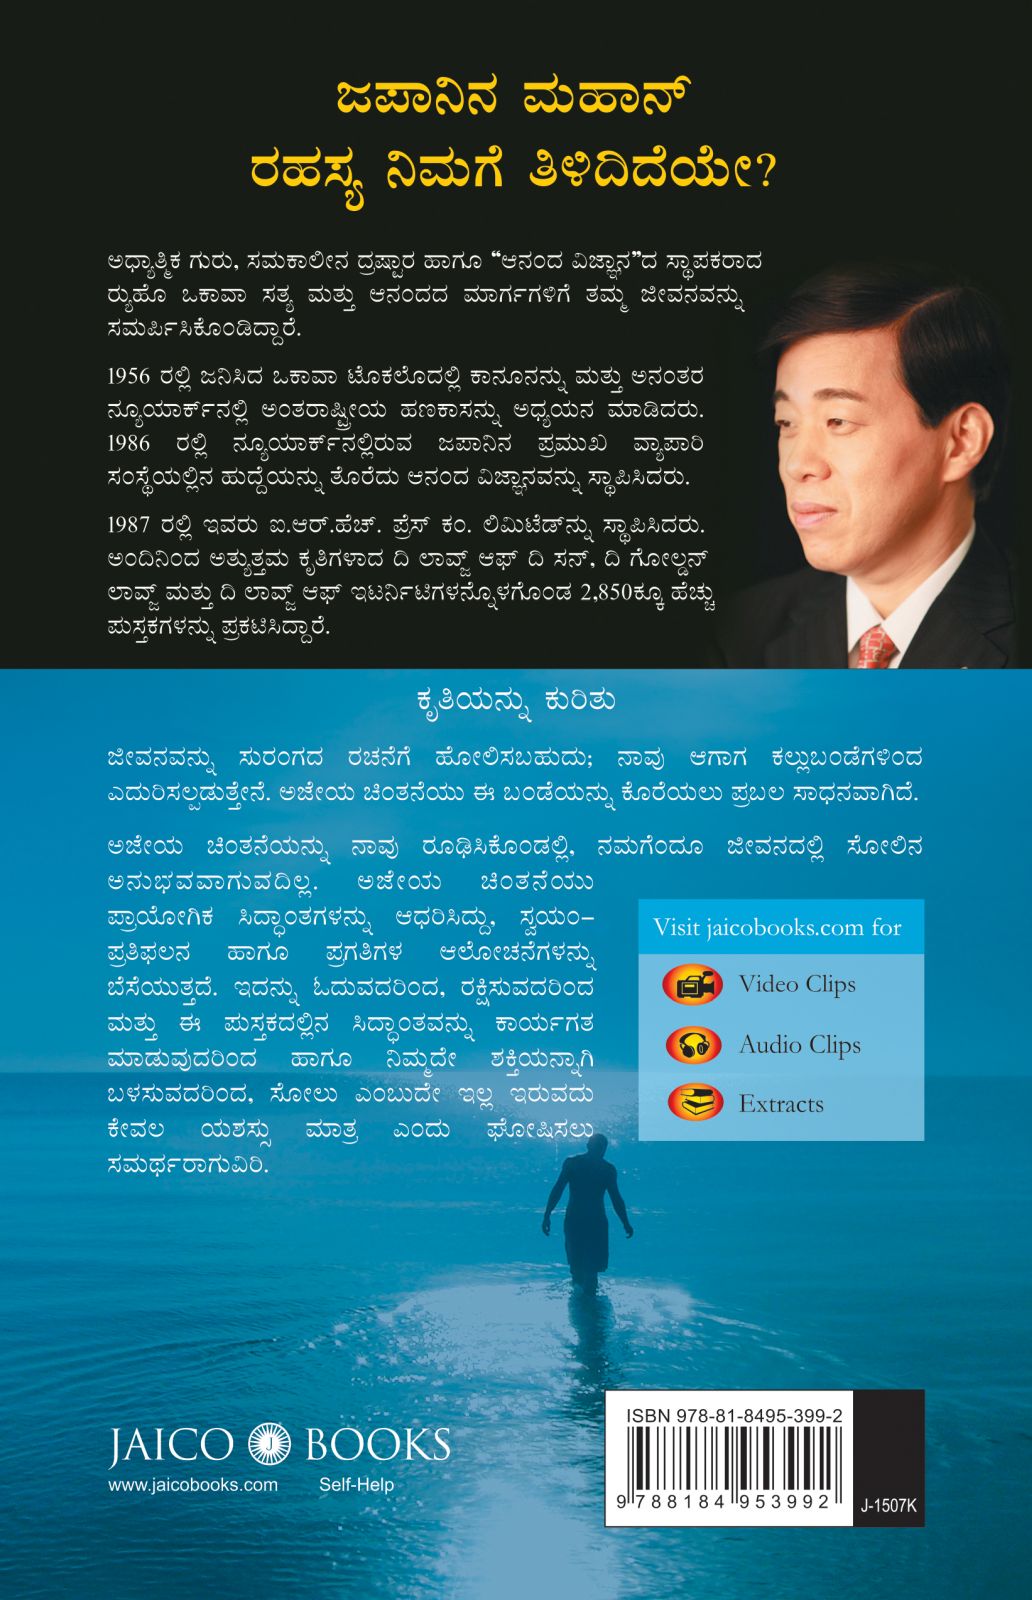 ಜಪಾನಿನ ಮಹಾನ್
ರಹಸ್ಯ ನಿಮಗೆ ತಿಳಿದಿದೆಯೇ?
ಅಧ್ಯಾತ್ಮಿಕ ಗುರು, ಸಮಕಾಲೀನ ದ್ರಷ್ಟಾರ ಹಾಗೂ “ಆನಂದ ವಿಜ್ಞಾನ”ದ ಸ್ಥಾಪಕರಾದ
ರ‍್ಯುಹೊ ಒಕಾವಾ ಸತ್ಯ ಮತ್ತು ಆನಂದದ ಮಾರ್ಗಗಳಿಗೆ ತಮ್ಮ ಜೀವನವನ್ನು
ಸಮರ್ಪಿಸಿಕೊಂಡಿದ್ದಾರೆ.
1956 ರಲ್ಲಿ ಜನಿಸಿದ ಒಕಾವಾ ಟೊಕಲೊದಲ್ಲಿ ಕಾನೂನನ್ನು ಮತ್ತು ಅನಂತರ
ನ್ಯೂಯಾರ್ಕ್‌ನಲ್ಲಿ ಅಂತರಾಷ್ಟ್ರೀಯ ಹಣಕಾಸನ್ನು ಅಧ್ಯಯನ ಮಾಡಿದರು.
1986 ರಲ್ಲಿ ನ್ಯೂಯಾರ್ಕ್‌ನಲ್ಲಿರುವ ಜಪಾನಿನ ಪ್ರಮುಖ ವ್ಯಾಪಾರಿ
ಸಂಸ್ಥೆಯಲ್ಲಿನ ಹುದ್ದೆಯನ್ನು ತೊರೆದು ಆನಂದ ವಿಜ್ಞಾನವನ್ನು ಸ್ಥಾಪಿಸಿದರು.
1987 ರಲ್ಲಿ ಇವರು ಐ.ಆರ್.ಹೆಚ್. ಪ್ರೆಸ್ ಕಂ. ಲಿಮಿಟೆಡ್‌ನ್ನು ಸ್ಥಾಪಿಸಿದರು.
ಅಂದಿನಿಂದ ಅತ್ಯುತ್ತಮ ಕೃತಿಗಳಾದ ದಿ ಲಾವ್ಜ್ ಆಫ್ ದಿ ಸನ್, ದಿ ಗೋಲ್ಡನ್
ಲಾವ್ಜ್ ಮತ್ತು ದಿ ಲಾವ್ಜ್ ಆಫ್ ಇಟರ್ನಿಟಿಗಳನ್ನೊಳಗೊಂಡ 2,850ಕ್ಕೂ ಹೆಚ್ಚು
ಪುಸ್ತಕಗಳನ್ನು ಪ್ರಕಟಿಸಿದ್ದಾರೆ.
ಕೃತಿಯನ್ನು ಕುರಿತು
ಜೀವನವನ್ನು ಸುರಂಗದ ರಚನೆಗೆ ಹೋಲಿಸಬಹುದು; ನಾವು ಆಗಾಗ ಕಲ್ಲುಬಂಡೆಗಳಿಂದ
ಎದುರಿಸಲ್ಪಡುತ್ತೇನೆ. ಅಜೇಯ ಚಿಂತನೆಯು ಈ ಬಂಡೆಯನ್ನು ಕೊರೆಯಲು ಪ್ರಬಲ ಸಾಧನವಾಗಿದೆ.
ಅಜೇಯ ಚಿಂತನೆಯನ್ನು ನಾವು ರೂಢಿಸಿಕೊಂಡಲ್ಲಿ, ನಮಗೆಂದೂ ಜೀವನದಲ್ಲಿ ಸೋಲಿನ
ಅನುಭವವಾಗುವದಿಲ್ಲ. ಅಜೇಯ ಚಿಂತನೆಯು
ಪ್ರಾಯೋಗಿಕ ಸಿದ್ಧಾಂತಗಳನ್ನು ಆಧರಿಸಿದ್ದು, ಸ್ವಯಂ–
ಪ್ರತಿಫಲನ ಹಾಗೂ ಪ್ರಗತಿಗಳ ಆಲೋಚನೆಗಳನ್ನು
ಬೆಸೆಯುತ್ತದೆ. ಇದನ್ನು ಓದುವದರಿಂದ, ರಕ್ಷಿಸುವದರಿಂದ
ಮತ್ತು ಈ ಪುಸ್ತಕದಲ್ಲಿನ ಸಿದ್ಧಾಂತವನ್ನು ಕಾರ್ಯಗತ
ಮಾಡುವುದರಿಂದ ಹಾಗೂ ನಿಮ್ಮದೇ ಶಕ್ತಿಯನ್ನಾಗಿ
ಬಳಸುವದರಿಂದ, ಸೋಲು ಎಂಬುದೇ ಇಲ್ಲ ಇರುವದು
ಕೇವಲ ಯಶಸ್ಸು ಮಾತ್ರ ಎಂದು ಘೋಷಿಸಲು
ಸಮರ್ಥರಾಗುವಿರಿ.
Visit jaicobooks.com for
Video Clips
Audio Clips
Extracts
JAICO J BOOKS
www.jaicobooks.com Self-Help
ISBN 978-81-8495-399-2
9 788184 953992
J-1507K